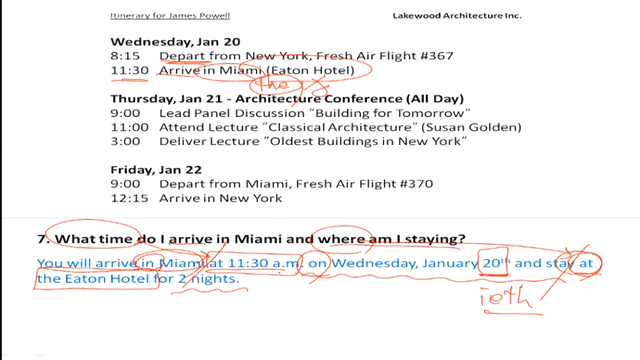 Itinerary for James Powell Lakewood Architecture Inc.
Wednesday, Jan 20
8:15 Depart from New York, Fresh Air Flight #367
11:30 Arrive in Miami (Eaton Hotel)
the
Thursday, Jan 21 - Architecture Conference (All Day)
9:00 Lead Panel Discussion "Building for Tomorrow"
11:00 Attend Lecture "Classical Architecture" (Susan Golden)
3:00 Deliver Lecture "Oldest Buildings in New York"
Friday, Jan 22
9:00 Depart from Miami, Fresh Air Flight #370
12:15 Arrive in New York
7. What time do I arrive in Miami and where am I staying?
You will arrive in Miami at 11:30 a.m. on Wednesday, January 20th and stay at
the Eaton Hotel for 2 nights.
ieth